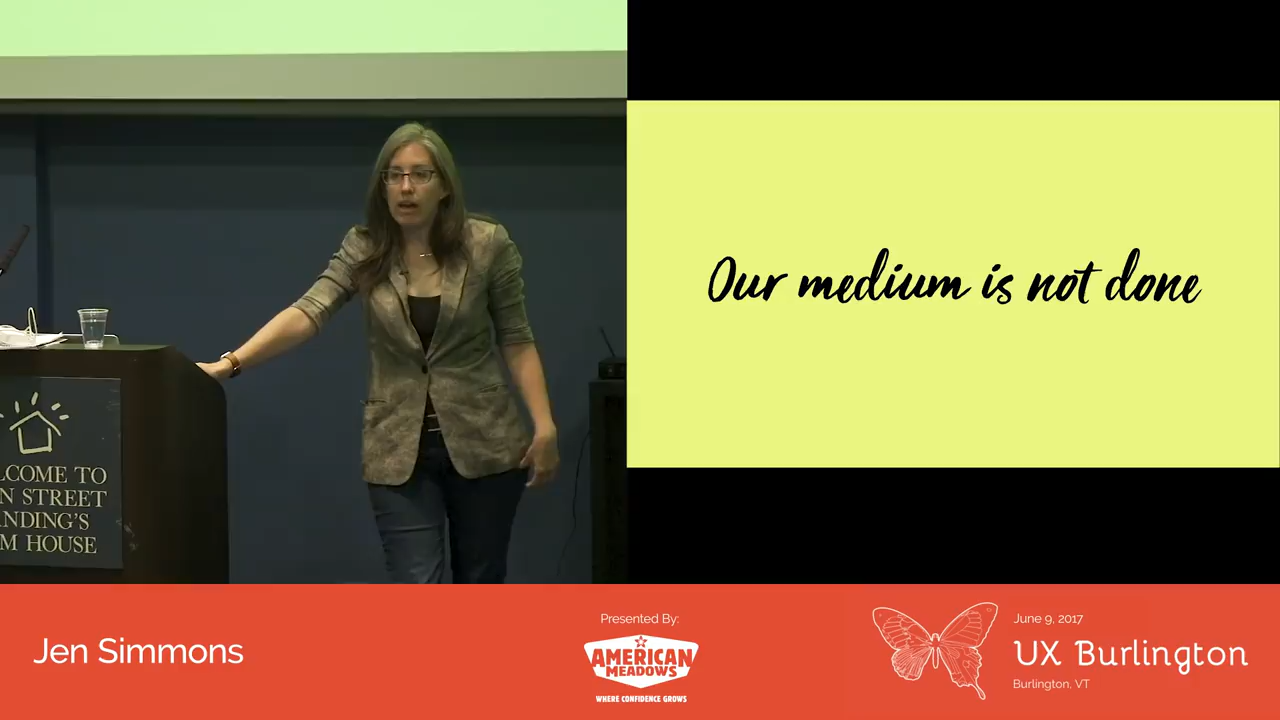 Our medium is not done
LCOME TO
N STREET
NDING'S
M HOUSE
Jen Simmons
Presented By:
AMERICAN
MEADOWS
WHERE CONFIDENCE GROWS
June 9, 2017
UX Burlington
Burlington, VT